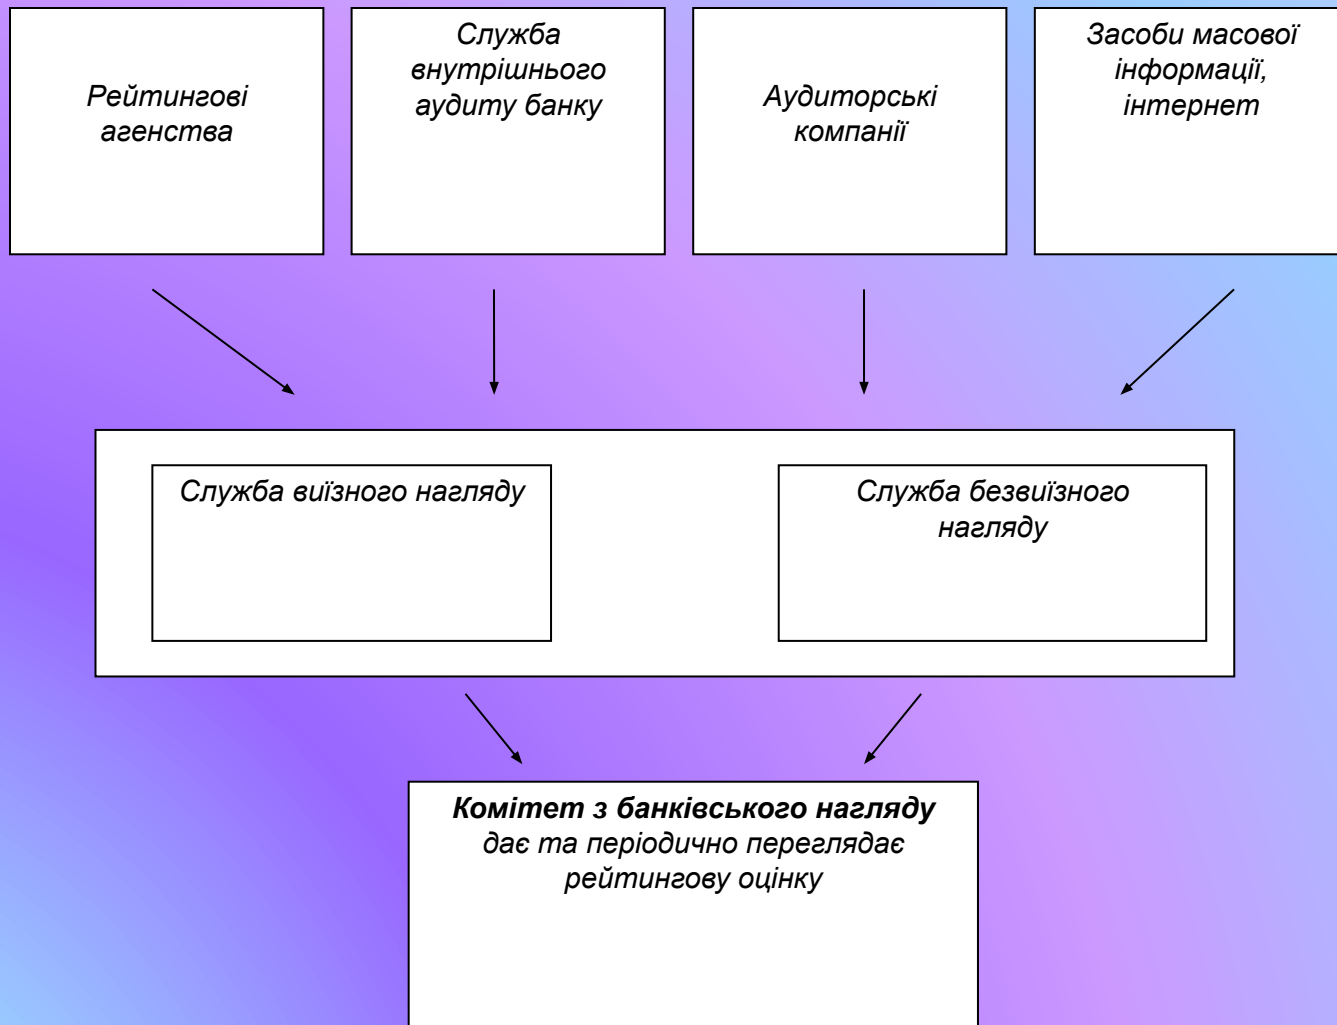 Рейтингові
агенства
Служба
внутрішнього
аудиту банку
Аудиторські
компанії
Засоби масової
інформації,
інтернет
Служба виїзного нагляду
Служба безвиїзного
нагляду
Комітет з банківського нагляду
дає та періодично переглядає
рейтингову оцінку